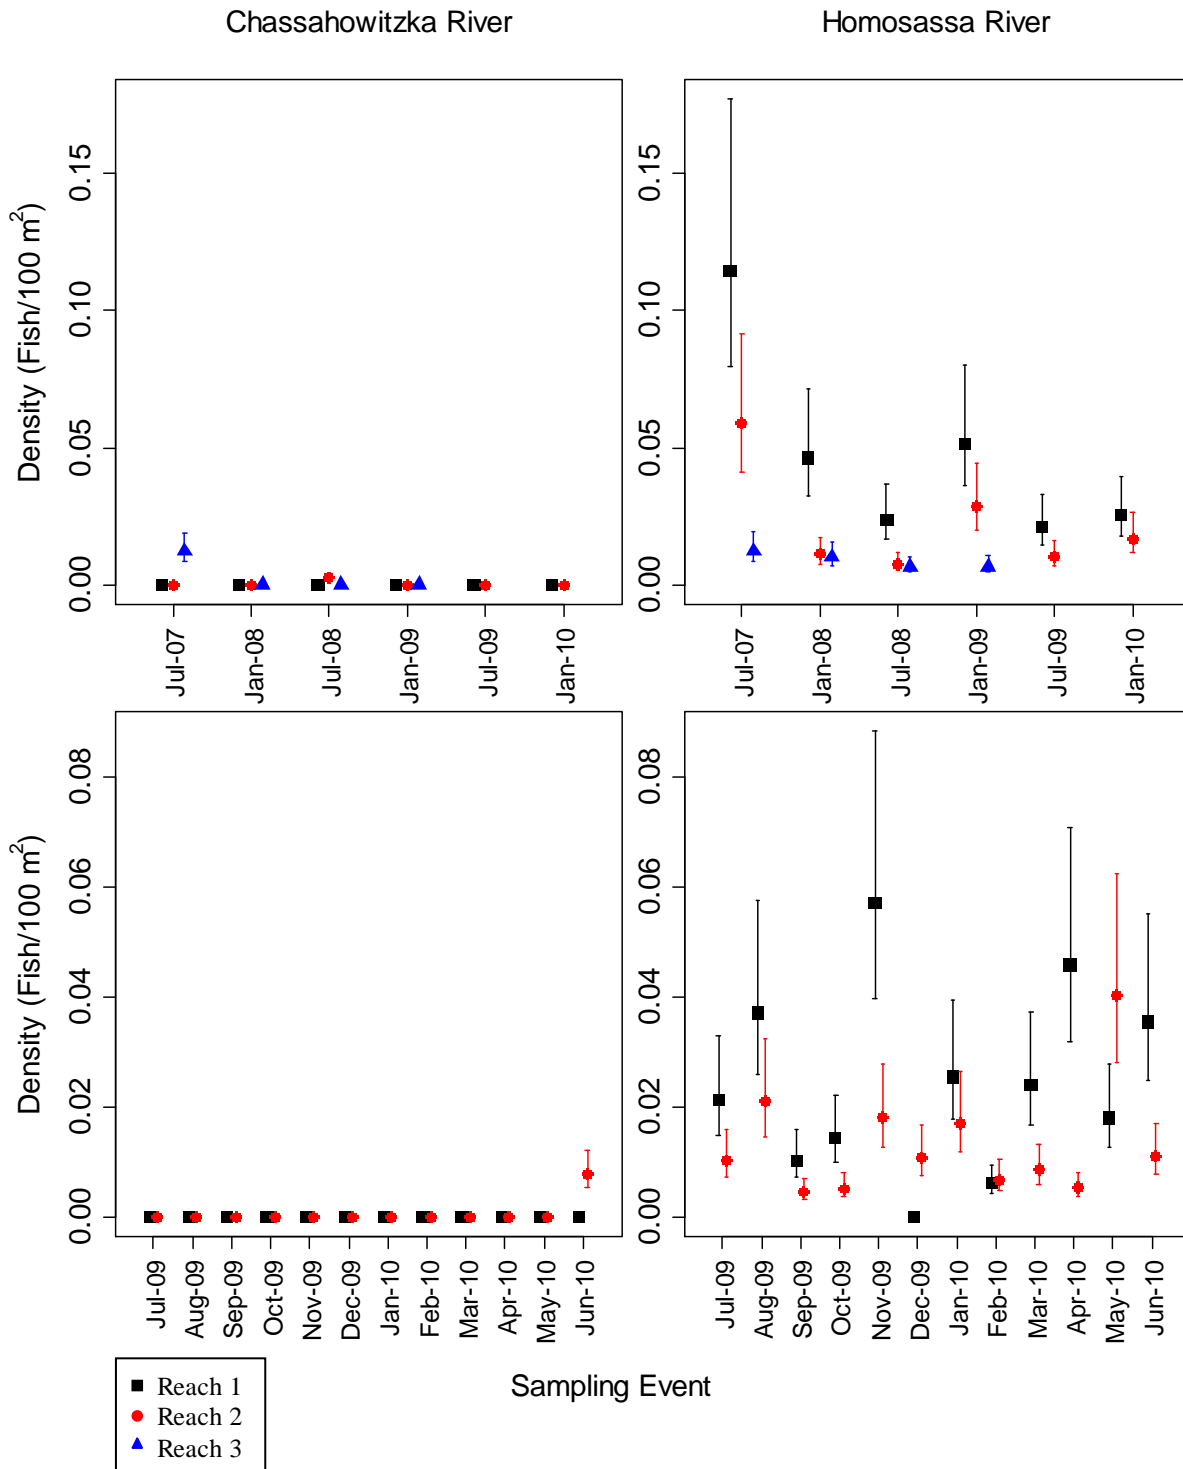 Chassahowitzka River
Homosassa River
Density (Fish/100 m²)
0.00
0.05
0.10
0.15
Jul-07
Jan-08
Jul-08
Jan-09
Jul-09
Jan-10
0.00
0.05
0.10
0.15
Jul-07
Jan-08
Jul-08
Jan-09
Jul-09
Jan-10
Density (Fish/100 m²)
0.00
0.02
0.04
0.06
0.08
Jul-09
Aug-09
Sep-09
Oct-09
Nov-09
Dec-09
Jan-10
Feb-10
Mar-10
Apr-10
May-10
Jun-10
0.00
0.02
0.04
0.06
0.08
Jul-09
Aug-09
Sep-09
Oct-09
Nov-09
Dec-09
Jan-10
Feb-10
Mar-10
Apr-10
May-10
Jun-10
Sampling Event
Reach 1
Reach 2
Reach 3